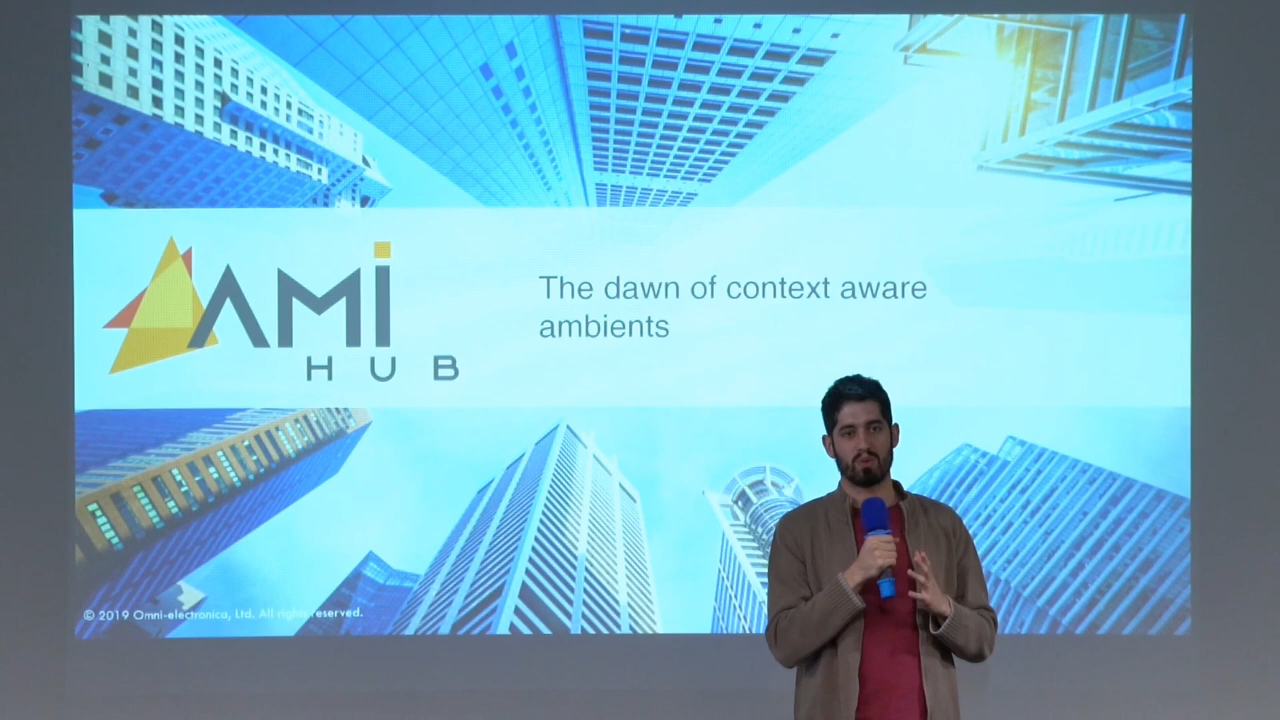 AMi
HUB
The dawn of context aware
ambients
© 2019 Omni-electronica, Ltd. All rights reserved.